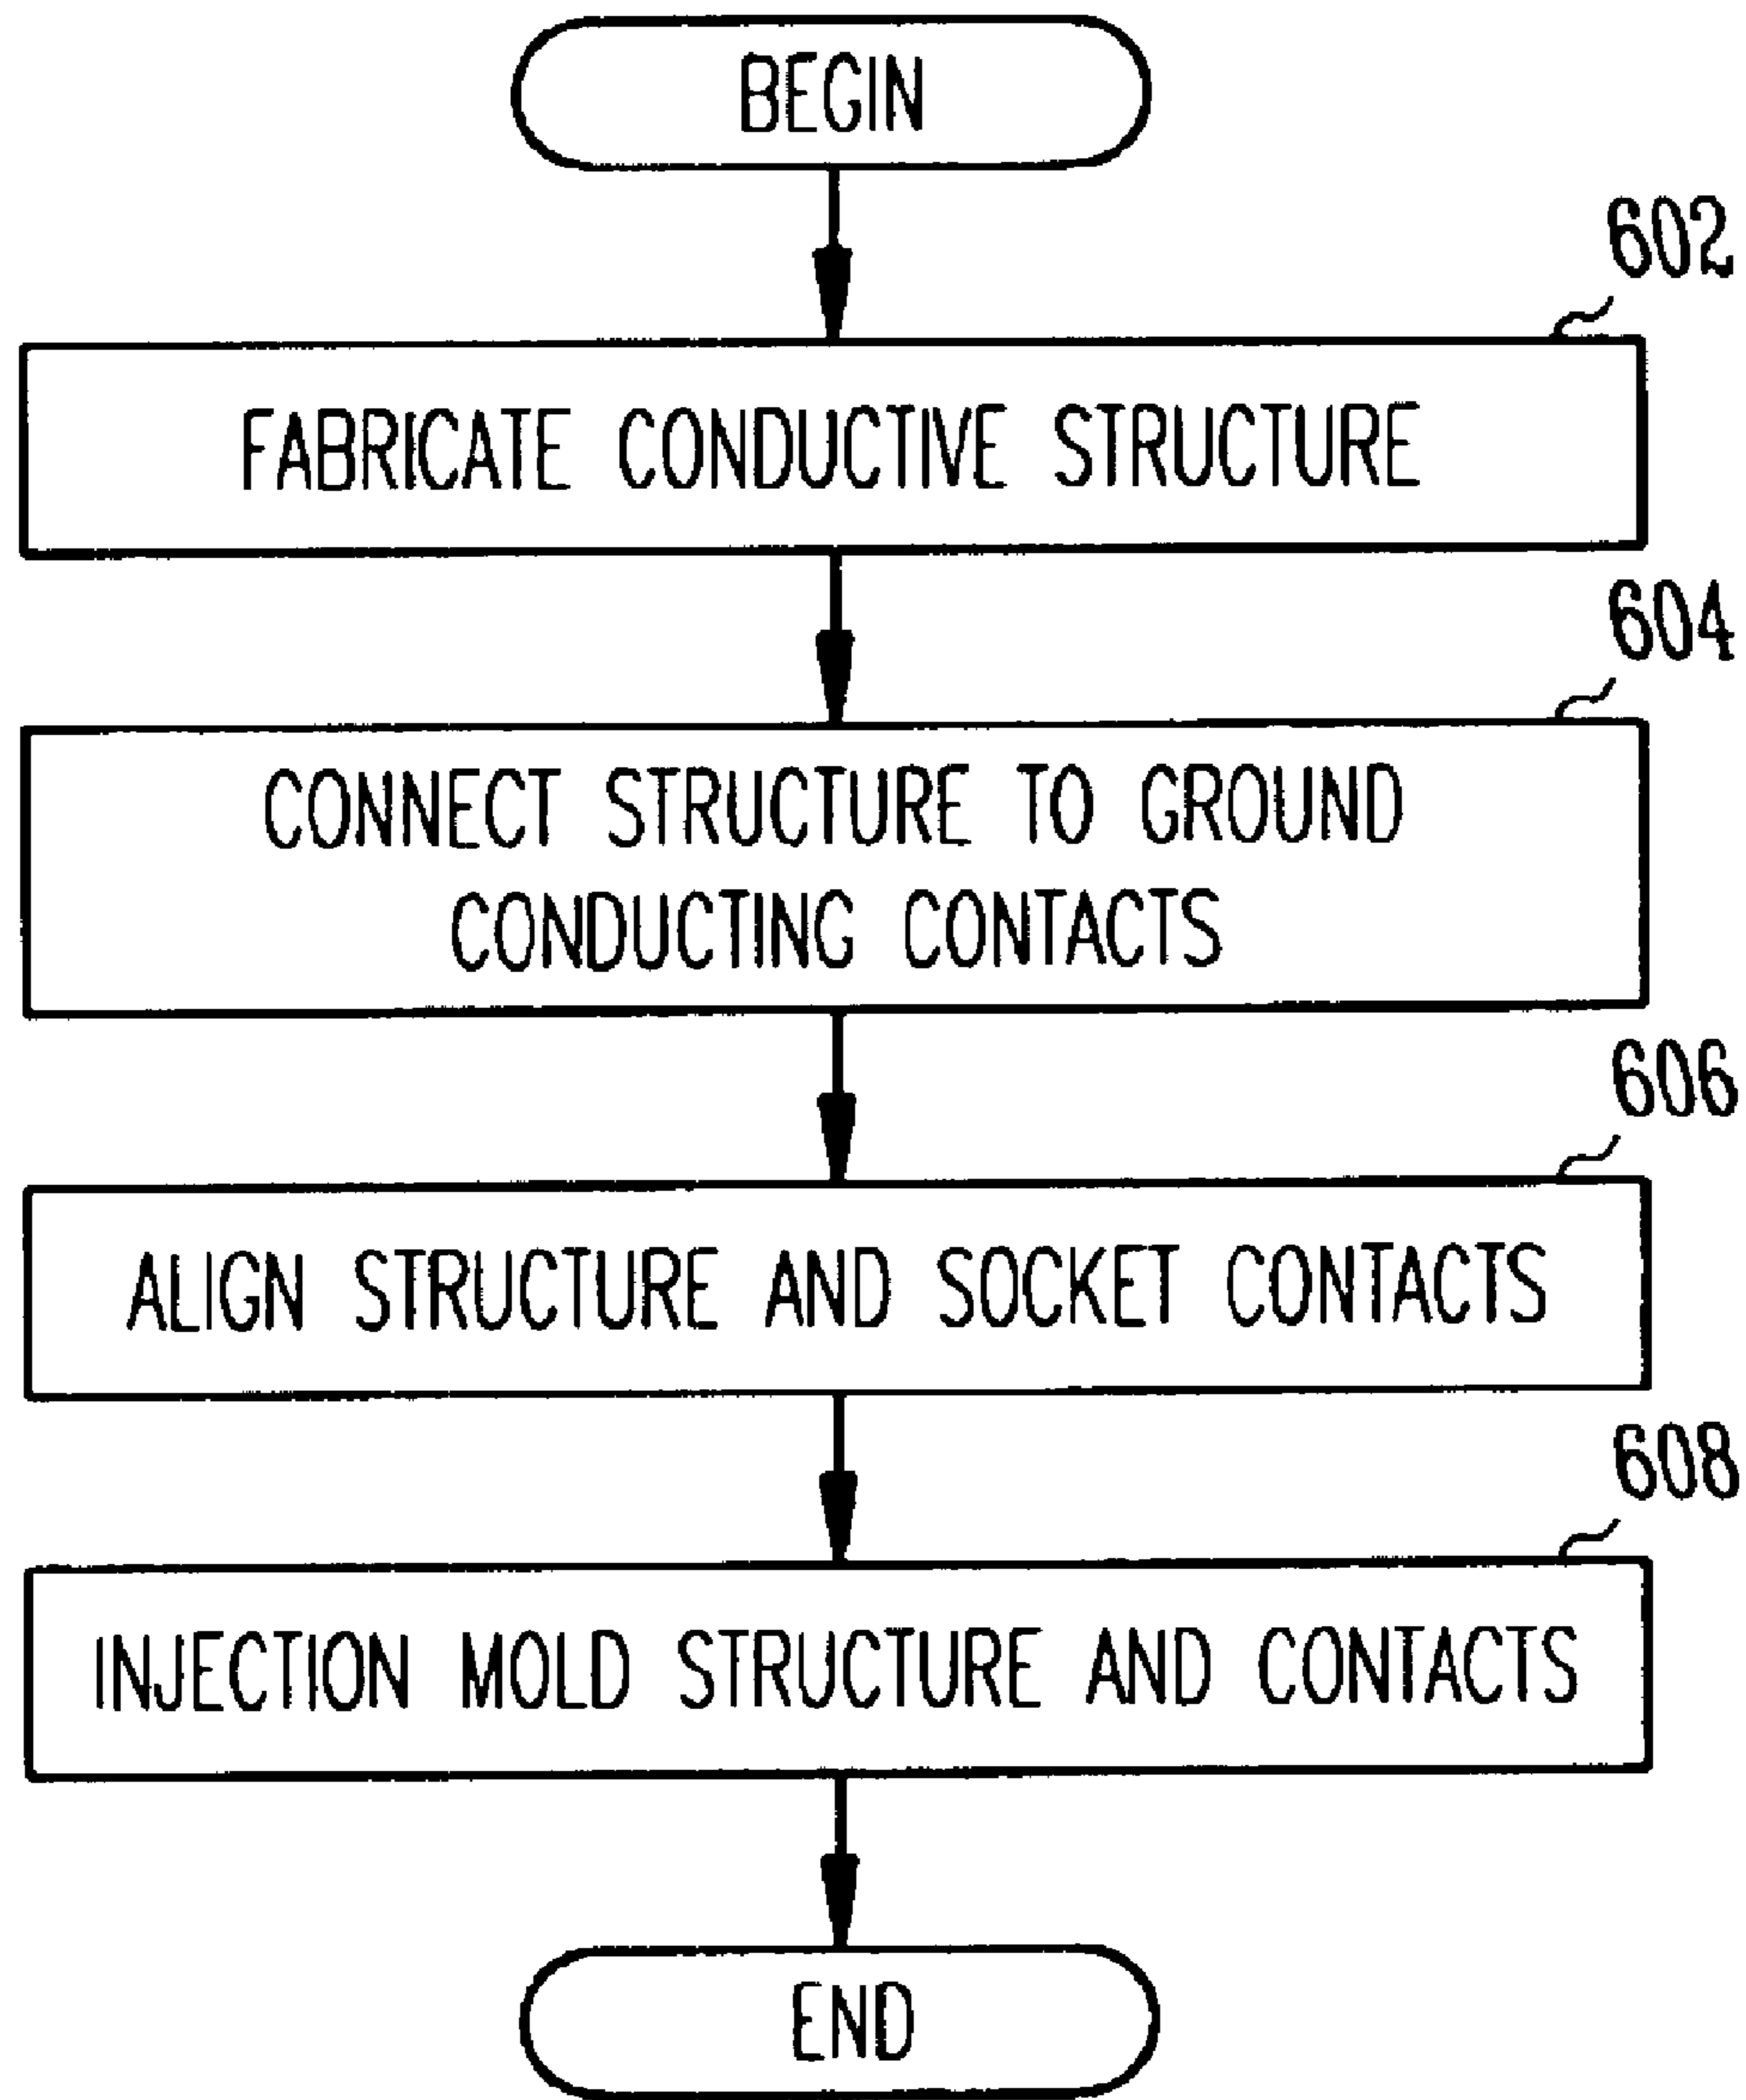 BEGIN
602
FABRICATE CONDUCTIVE STRUCTURE
604
CONNECT STRUCTURE TO GROUND
CONDUCTING CONTACTS
606
ALIGN STRUCTURE AND SOCKET CONTACTS
608
INJECTION MOLD STRUCTURE AND CONTACTS
END